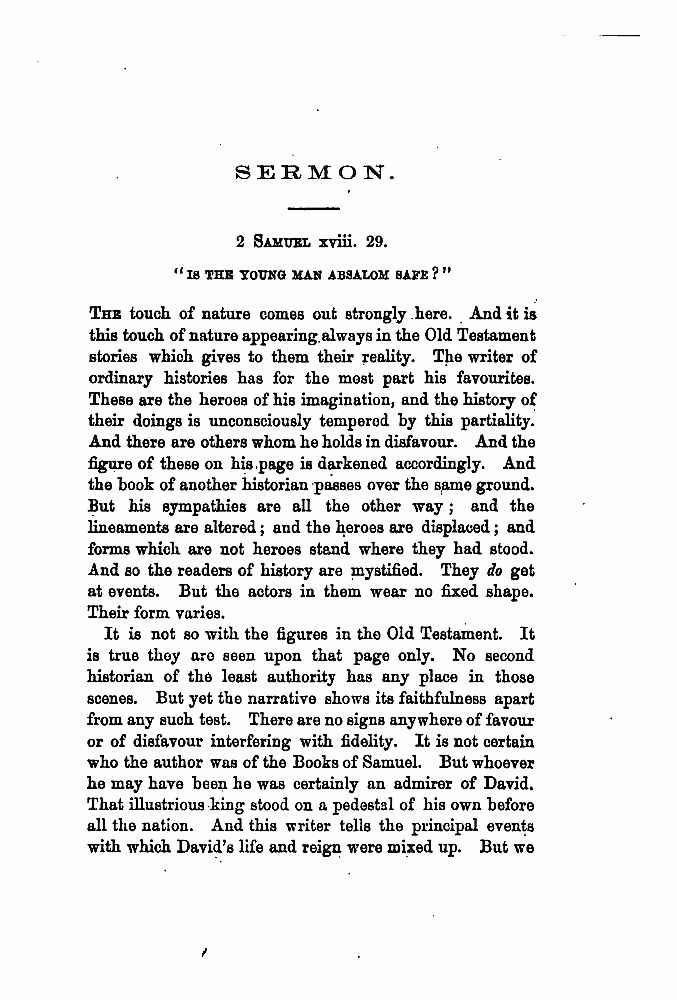 SERMON.
2 SAMUEL xviii. 29.
"IS THE YOUNG MAN ABSALOM SAFE?"
THE touch of nature comes out strongly here. And it is
this touch of nature appearing always in the Old Testament
stories which gives to them their reality. The writer of
ordinary histories has for the most part his favourites.
These are the heroes of his imagination, and the history of
their doings is unconsciously tempered by this partiality.
And there are others whom he holds in disfavour. And the
figure of these on his page is darkened accordingly. And
the book of another historian passes over the same ground.
But his sympathies are all the other way; and the
lineaments are altered; and the heroes are displaced; and
forms which are not heroes stand where they had stood.
And so the readers of history are mystified. They do get
at events. But the actors in them wear no fixed shape.
Their form varies.
It is not so with the figures in the Old Testament. It
is true they are seen upon that page only. No second
historian of the least authority has any place in those
scenes. But yet the narrative shows its faithfulness apart
from any such test. There are no signs anywhere of favour
or of disfavour interfering with fidelity. It is not certain
who the author was of the Books of Samuel. But whoever
he may have been he was certainly an admirer of David.
That illustrious king stood on a pedestal of his own before
all the nation. And this writer tells the principal events
with which David's life and reign were mixed up. But we